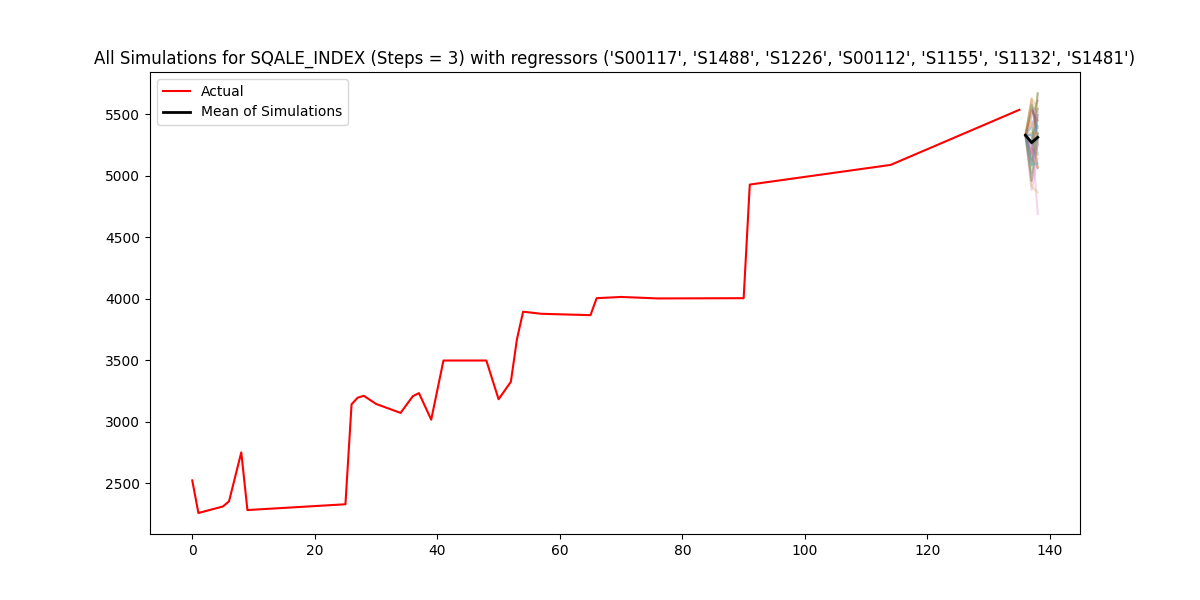 All Simulations for SQALE_INDEX (Steps = 3) with regressors ('S00117', 'S1488', 'S1226', 'S00112', 'S1155', 'S1132', 'S1481')
Actual
Mean of Simulations
5500
5000
4500
4000
3500
3000
2500
0 20 40 60 80 100 120 140